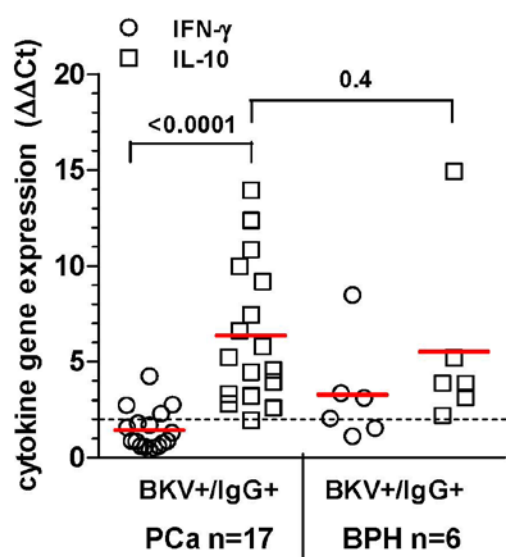 IFN-γ
IL-10
cytokine gene expression (ΔΔCt)
20
15
10
5
0
<0.0001
0.4
BKV+/IgG+ BKV+/IgG+
PCa n=17 BPH n=6